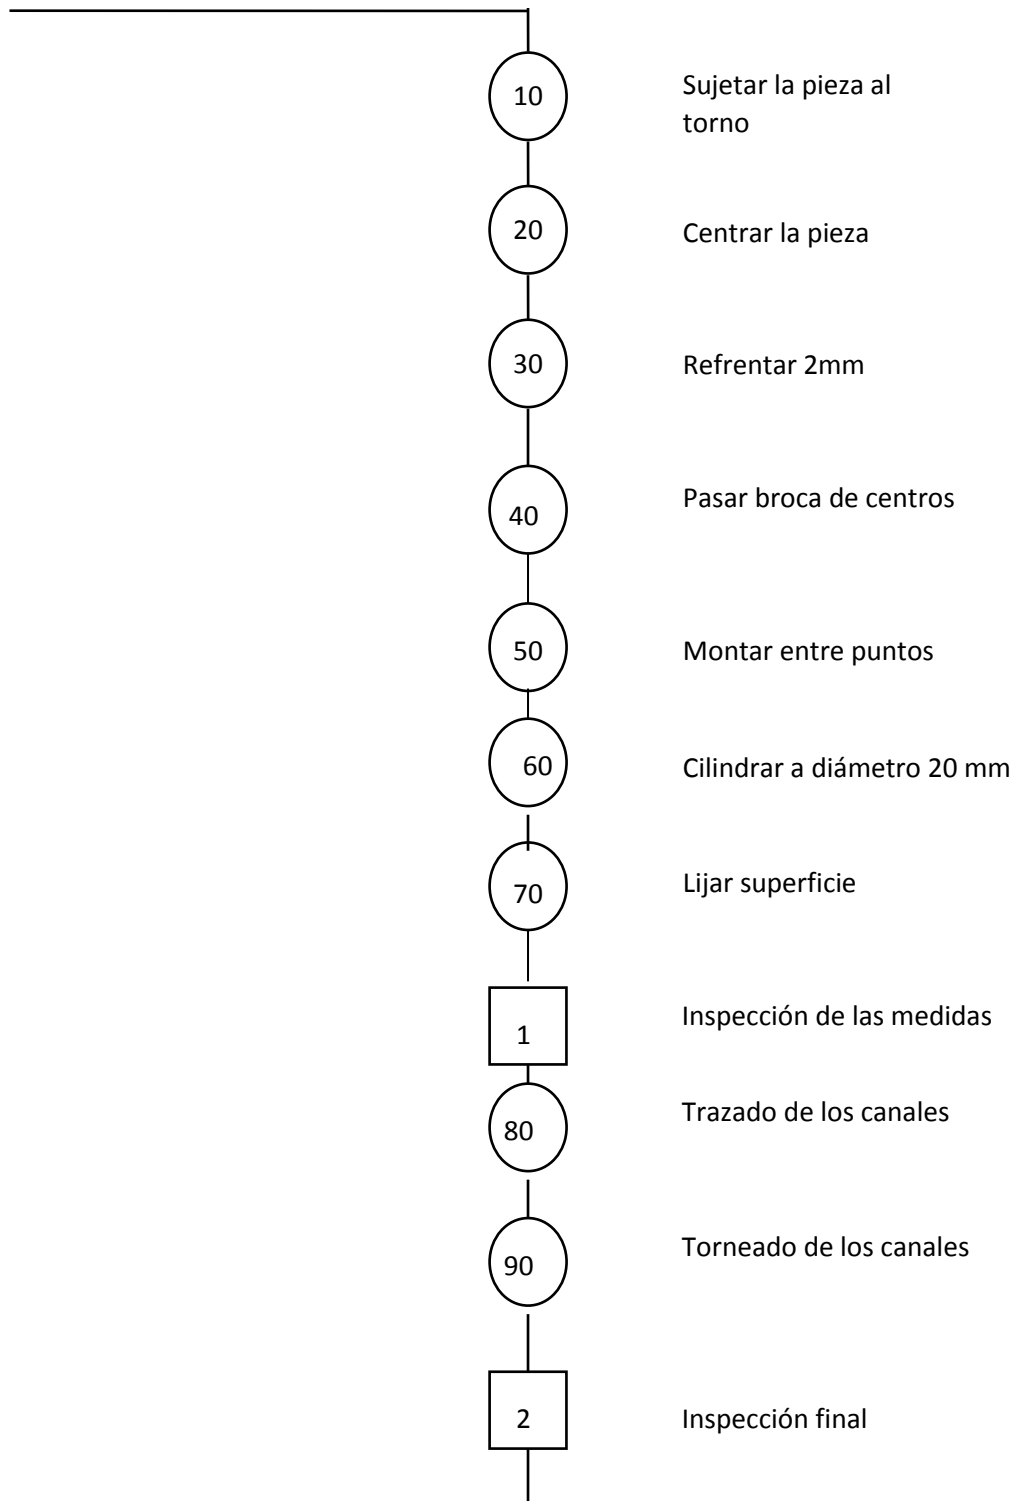 10
Sujetar la pieza al
torno
20
Centrar la pieza
30
Refrentar 2mm
40
Pasar broca de centros
50
Montar entre puntos
60
Cilindrar a diámetro 20 mm
70
Lijar superficie
1
Inspección de las medidas
80
Trazado de los canales
90
Torneado de los canales
2
Inspección final